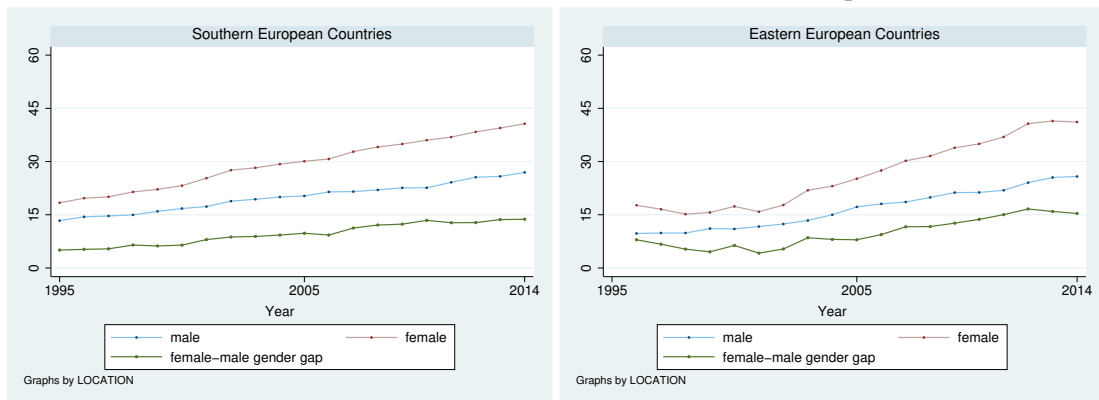 Southern European Countries
60
45
30
15
0
1995 2005 2014
Year
male female
female−male gender gap
Graphs by LOCATION
Eastern European Countries
60
45
30
15
0
1995 2005 2014
Year
male female
female−male gender gap
Graphs by LOCATION